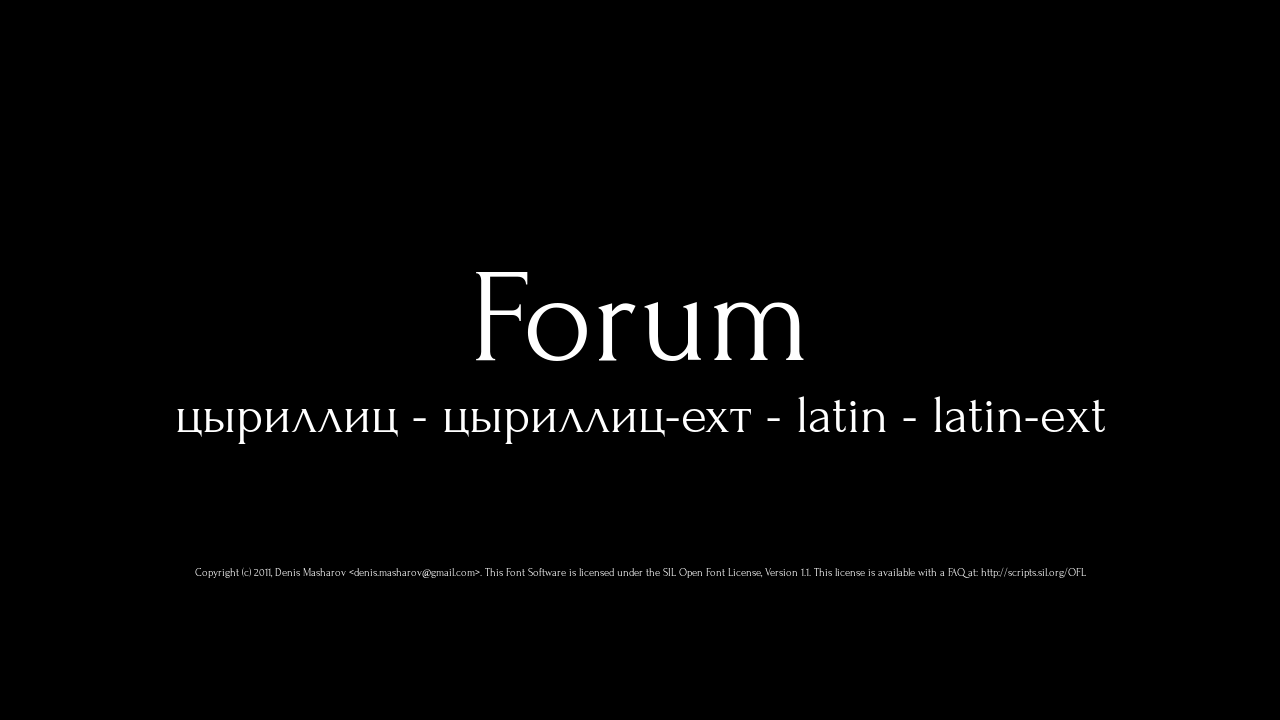 Forum
цыриллиц - цыриллиц-ехт - latin - latin-ext
Copyright (c) 2011, Denis Masharov <denis.masharov@gmail.com>. This Font Software is licensed under the SIL Open Font License, Version 1.1. This license is available with a FAQ at: http://scripts.sil.org/OFL